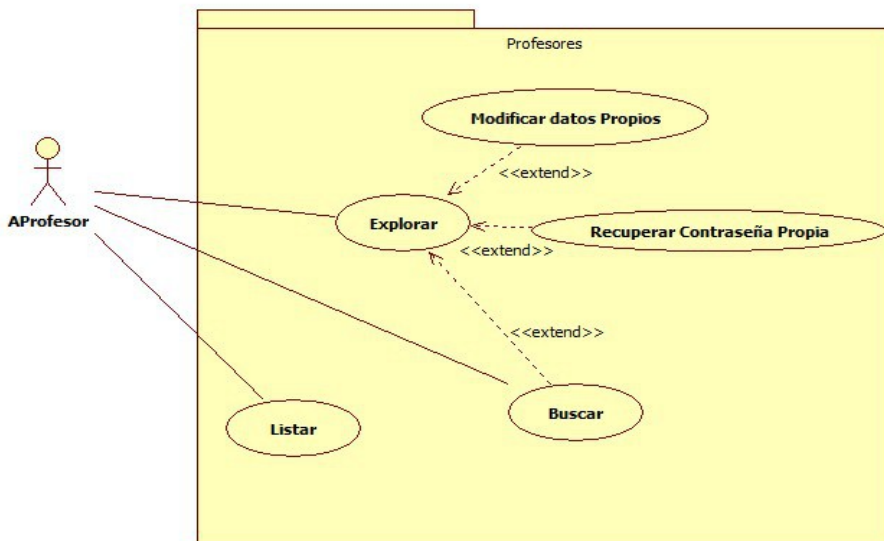 Profesores
Modificar datos Propios
<<extend>>
AProfesor
Explorar
Recuperar Contraseña Propia
<<extend>>
<<extend>>
Listar
Buscar